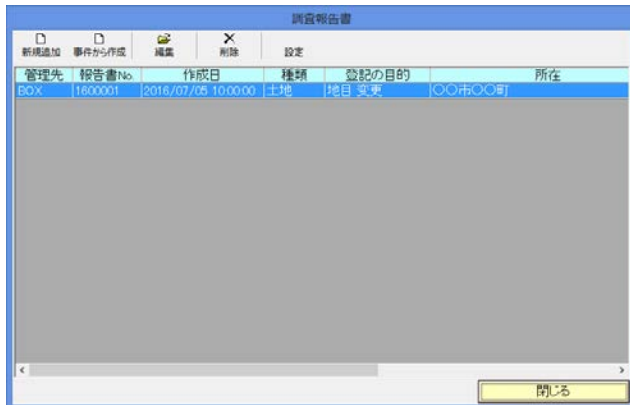 調査報告書
新規追加 事件から作成 編集 削除 設定
管理先 報告書No. 作成日 種類 登記の目的 所在
BOX 1600001 2016/07/05 10:00:00 土地 地目 変更 〇〇市〇〇町
閉じる